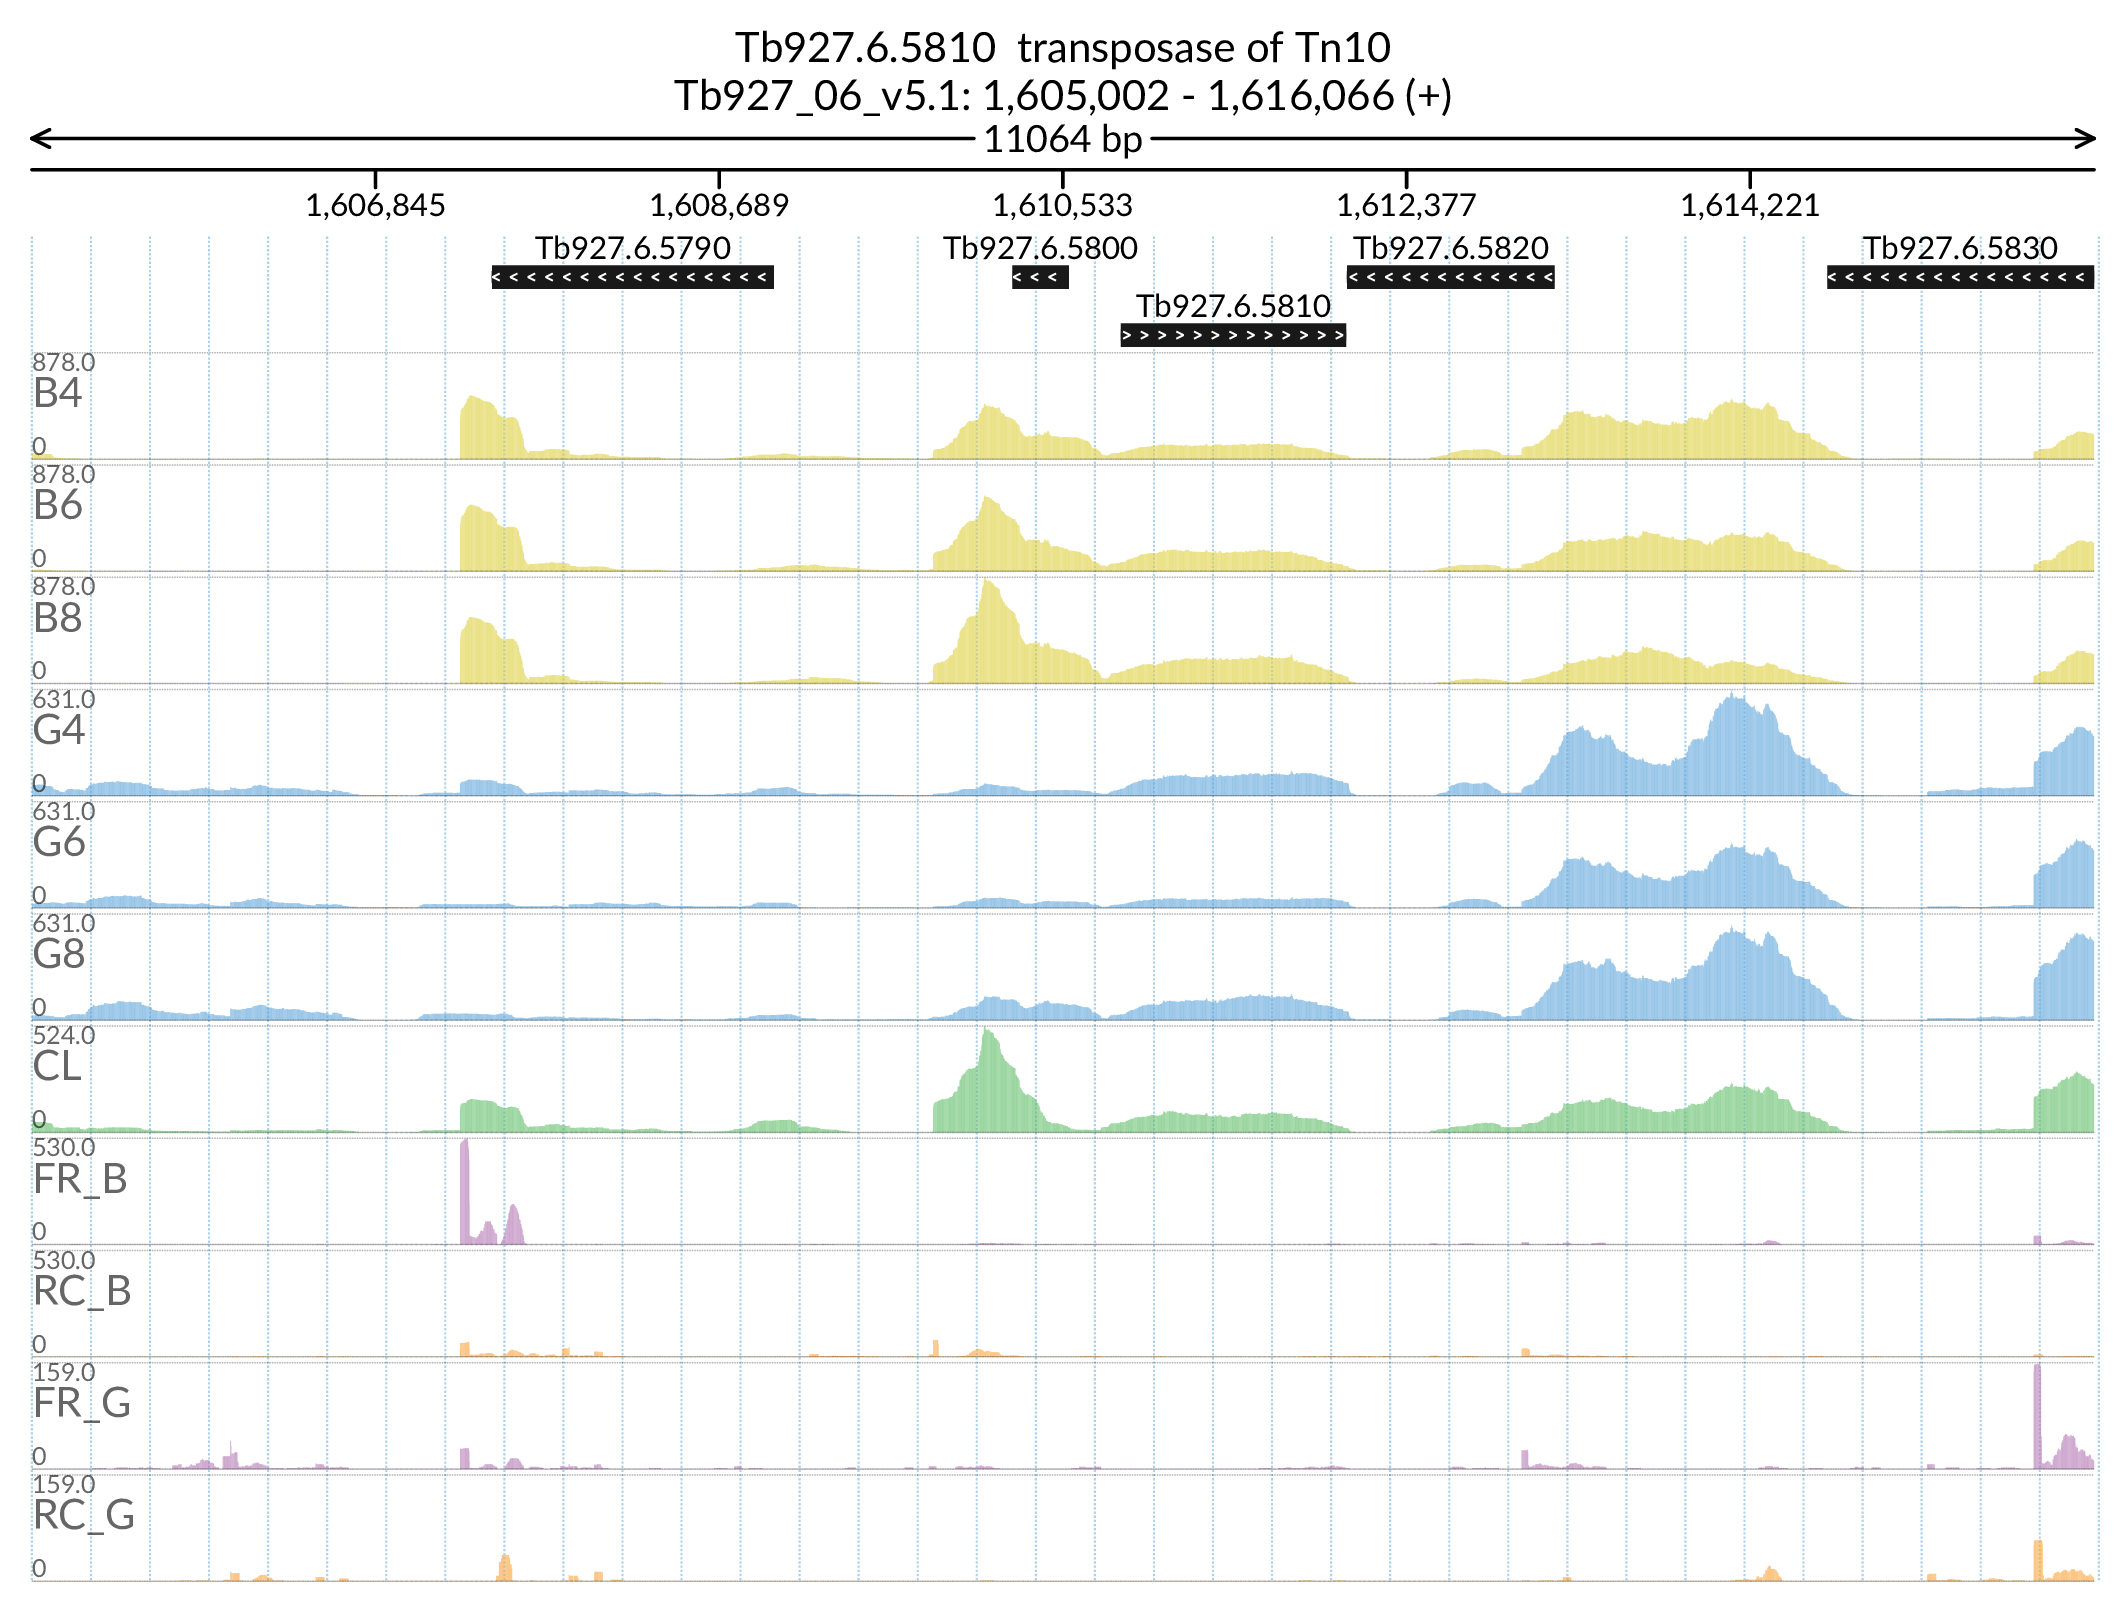 Tb927.6.5810 transposase of Tn10
Tb927_06_v5.1: 1,605,002 - 1,616,066 (+)
11064 bp
1,606,845 1,608,689 1,610,533 1,612,377 1,614,221
Tb927.6.5790 Tb927.6.5800 Tb927.6.5820 Tb927.6.5830
Tb927.6.5810
878.0
B4
0
878.0
B6
0
878.0
B8
0
631.0
G4
0
631.0
G6
0
631.0
G8
0
524.0
CL
0
530.0
FR_B
0
530.0
RC_B
0
159.0
FR_G
0
159.0
RC_G
0